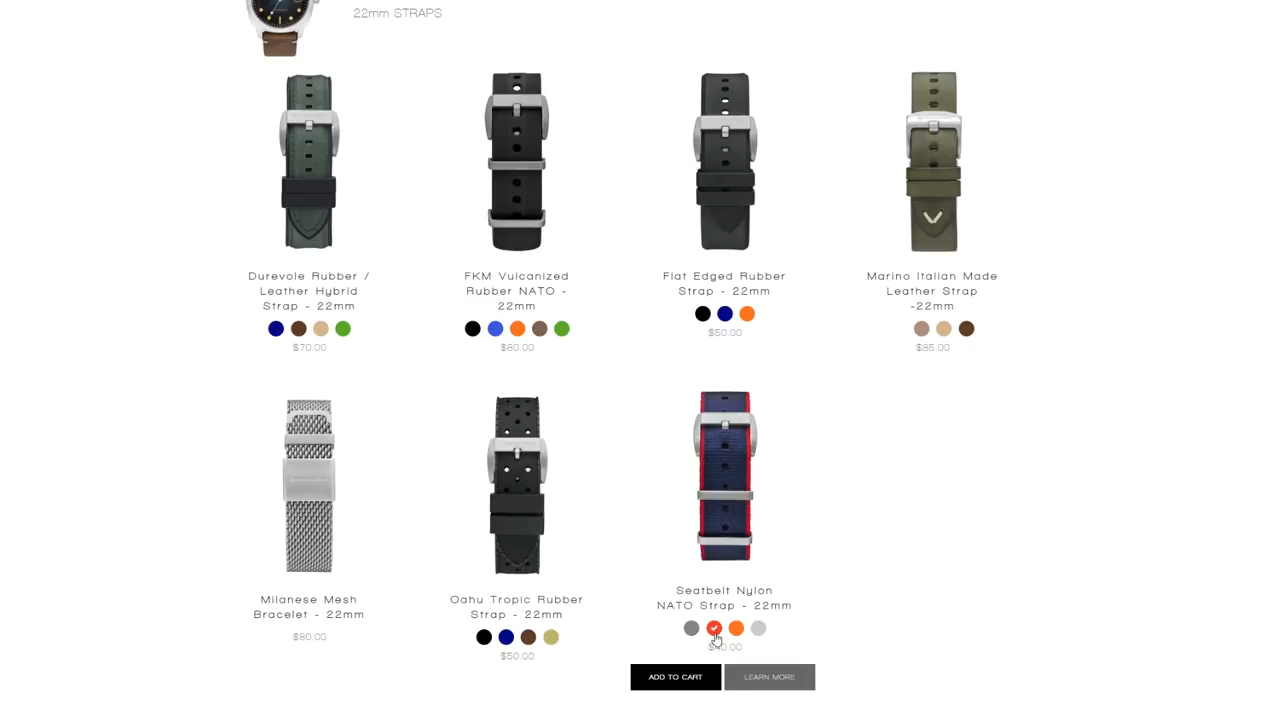 22mm STRAPS
Durevole Rubber /
Leather Hybrid
Strap - 22mm
$70.00
FKM Vulcanized
Rubber NATO -
22mm
$80.00
Flat Edged Rubber
Strap - 22mm
$50.00
Marino Italian Made
Leather Strap
-22mm
$85.00
Milanese Mesh
Bracelet - 22mm
$80.00
Oahu Tropic Rubber
Strap - 22mm
$50.00
Seatbelt Nylon
NATO Strap - 22mm
$40.00
ADD TO CART
LEARN MORE